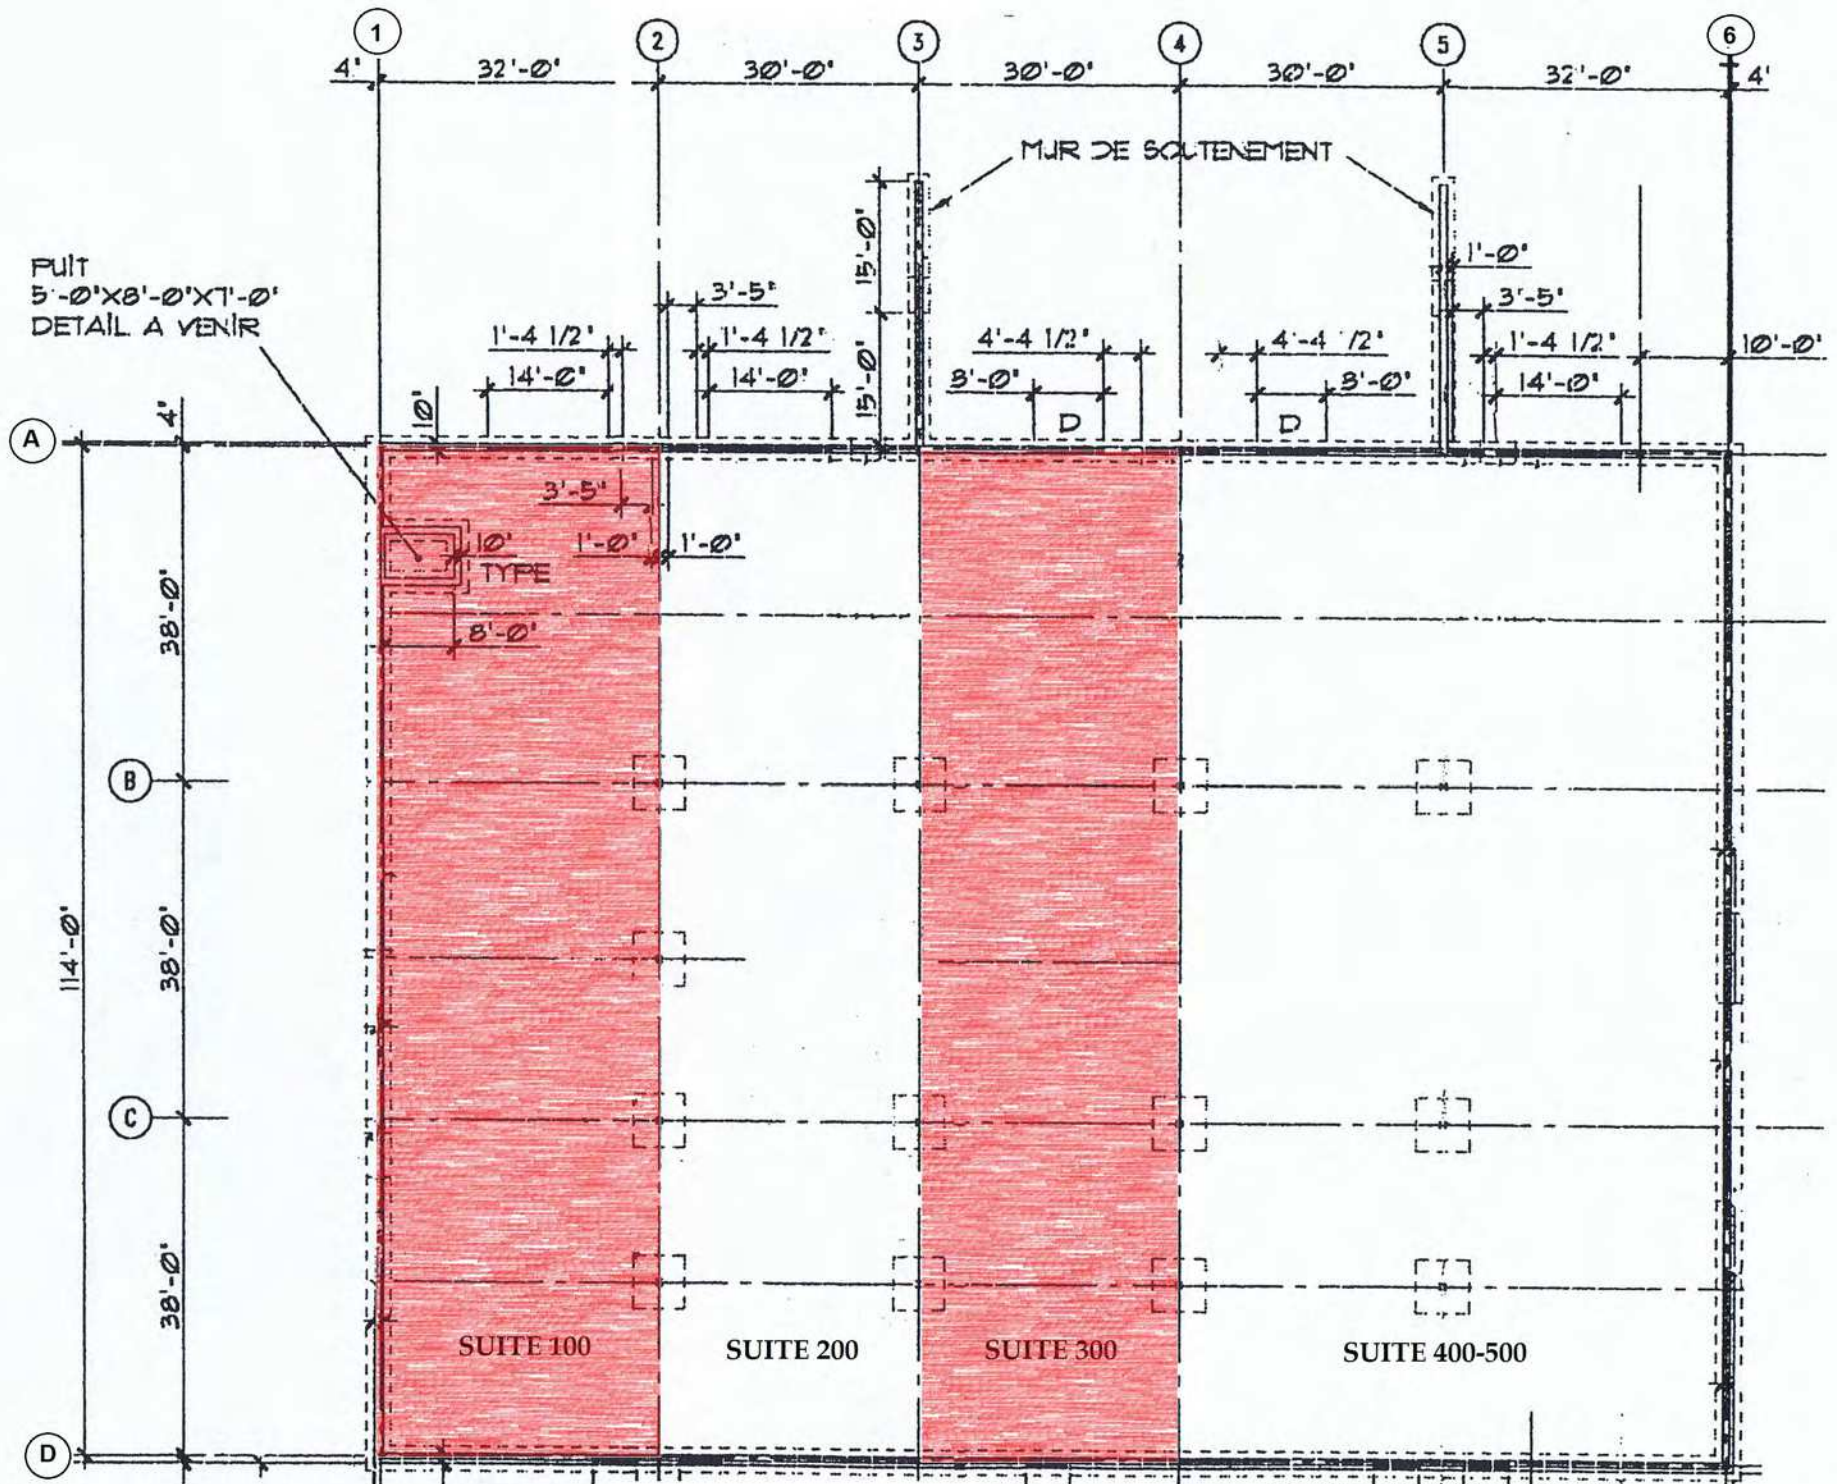 1
2
3
4
5
6
4"
32'-0"
30'-0"
30'-0"
30'-0"
32'-0"
4"
MUR DE SOUTENEMENT
15'-0"
15'-0"
1'-0"
3'-5"
3'-5"
PUIT
5'-0"X8'-0"X7'-0"
DETAIL A VENIR
1'-4 1/2"
1'-4 1/2"
4'-4 1/2"
4'-4 1/2"
1'-4 1/2"
10'-0"
14'-0"
14'-0"
8'-0"
8'-0"
14'-0"
D
D
4"
10"
A
3'-5"
10"
TYPE
1'-0"
1'-0"
8'-0"
38'-0"
B
38'-0"
114'-0"
C
38'-0"
SUITE 100
SUITE 200
SUITE 300
SUITE 400-500
D